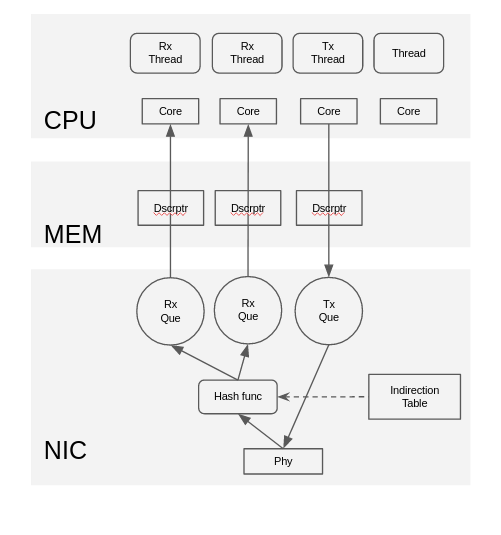 Rx
Thread
Rx
Thread
Tx
Thread
Thread
Core
Core
Core
Core
CPU
Dscrptr
Dscrptr
Dscrptr
MEM
Rx
Que
Rx
Que
Tx
Que
Hash func
Indirection
Table
NIC
Phy